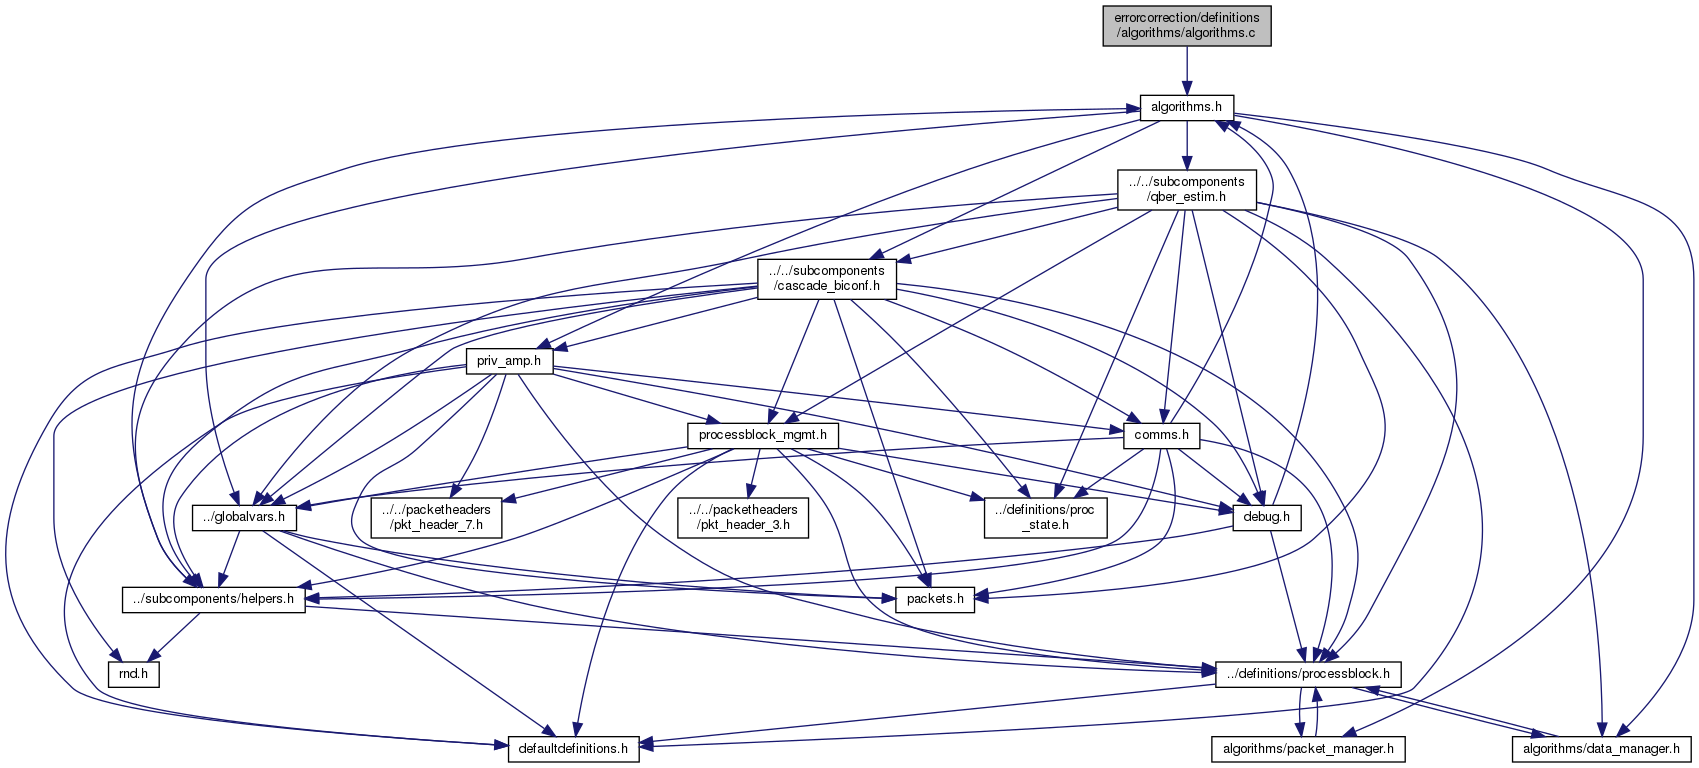 errorcorrection/definitions
/algorithms/algorithms.c
algorithms.h
../../subcomponents
/qber_estim.h
../../subcomponents
/cascade_biconf.h
priv_amp.h
processblock_mgmt.h
comms.h
../globalvars.h
../../packetheaders
/pkt_header_7.h
../../packetheaders
/pkt_header_3.h
../definitions/proc
_state.h
debug.h
../subcomponents/helpers.h
packets.h
rnd.h
../definitions/processblock.h
defaultdefinitions.h
algorithms/packet_manager.h
algorithms/data_manager.h